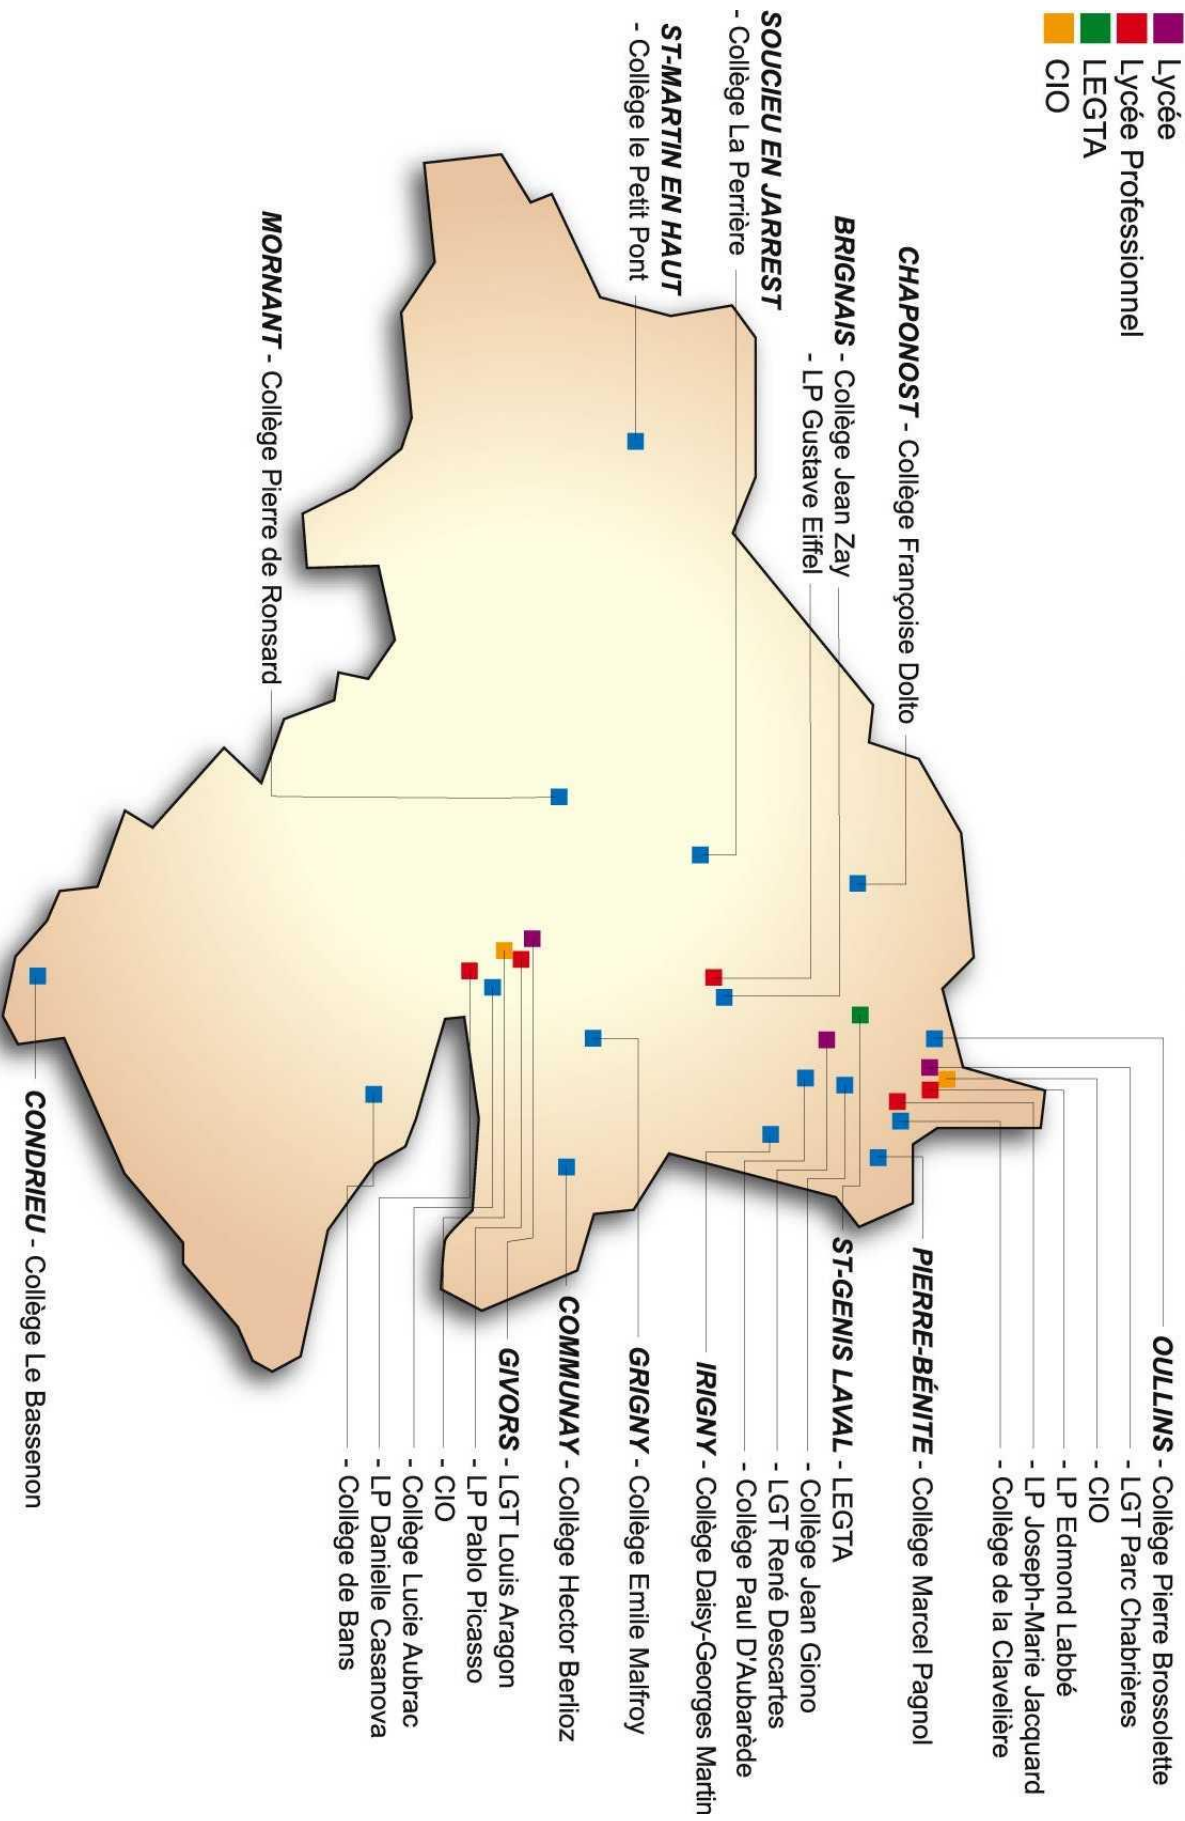 Lycée
Lycée Professionnel
LEGTA
CIO
SOUCIEU EN JARREST
- Collège La Perrière
ST-MARTIN EN HAUT
- Collège le Petit Pont
BRIGNAIS - Collège Jean Zay
- LP Gustave Eiffel
CHAPONOST - Collège Françoise Dolto
MORNANT - Collège Pierre de Ronsard
OULLINS - Collège Pierre Brossolette
- LGT Parc Chabrières
- CIO
- LP Edmond Labbé
- LP Joseph-Marie Jacquard
- Collège de la Clavelière
PIERRE-BÉNITE - Collège Marcel Pagnol
ST-GENIS LAVAL - LEGTA
- Collège Jean Giono
- LGT René Descartes
- Collège Paul D'Aubarède
IRIGNY - Collège Daisy-Georges Martin
GRIGNY - Collège Emile Malfroy
COMMUNAY - Collège Hector Berlioz
GIVORS - LGT Louis Aragon
- LP Pablo Picasso
- CIO
- Collège Lucie Aubrac
- LP Danielle Casanova
- Collège de Bans
CONDRIEU - Collège Le Bassenon